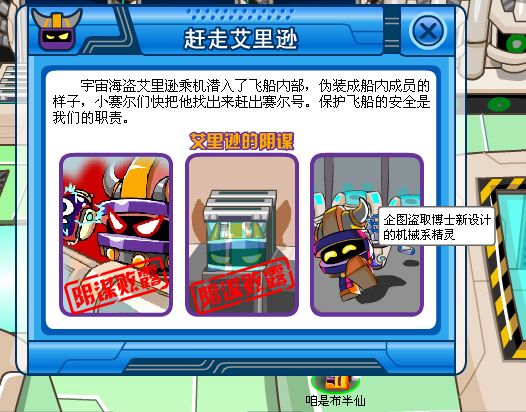 赶走艾里逊
宇宙海盗艾里逊乘机潜入了飞船内部，伪装成船内成员的
样子，小赛尔们快把他找出来赶出赛尔号。保护飞船的安全是
我们的职责。
艾里逊的阴谋
企图盗取博士新设计
的机械系精灵
阴谋败露
阴谋败露
咱是布半仙